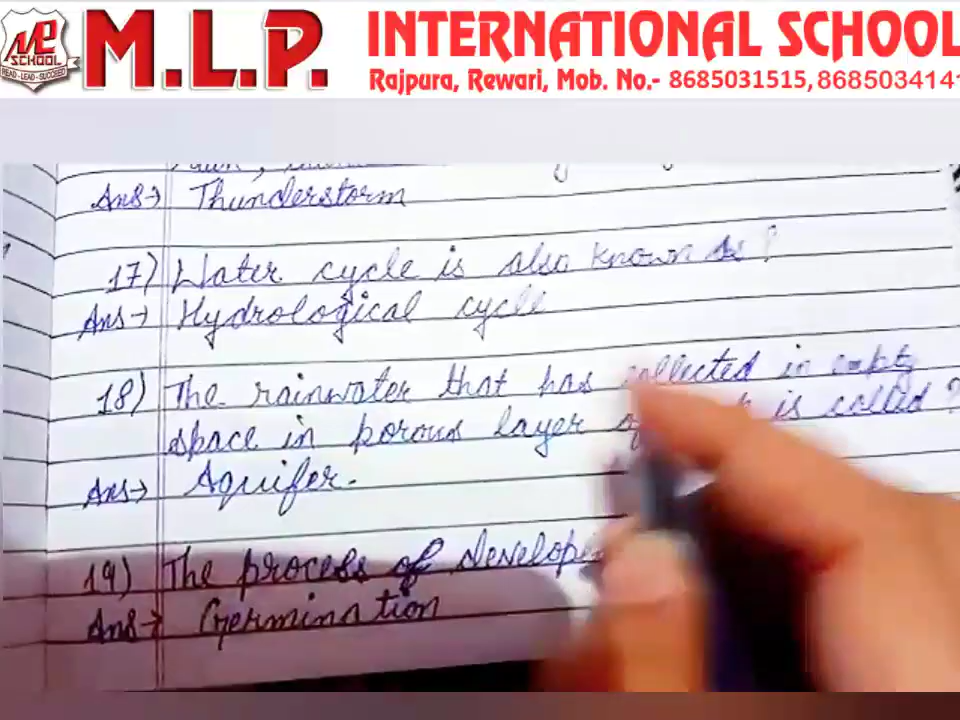 MLP
SCHOOL
READ - LEAD - SUCCEED
M.L.P.
INTERNATIONAL SCHOOL
Rajpura, Rewari, Mob. No.- 8685031515, 868503414
Ans→ Thunderstorm
17) Water cycle is also known as ?
Ans→ Hydrological cycle
18) The rainwater that has collected in empty
space in porous layer is called ?
Ans→ Aquifer.
19) The process of
Ans→ Germination